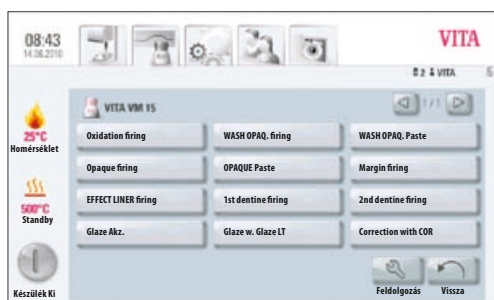 08:43
14.06.2010
VITA
2 VITA
VITA VM 15
1/1
25°C
Homérséklet
Oxidation firing
WASH OPAQ. firing
WASH OPAQ. Paste
Opaque firing
OPAQUE Paste
Margin firing
500°C
Standby
EFFECT LINER firing
1st dentine firing
2nd dentine firing
Glaze Akz.
Glaze w. Glaze LT
Correction with COR
Készülék Ki
Feldolgozás
Vissza